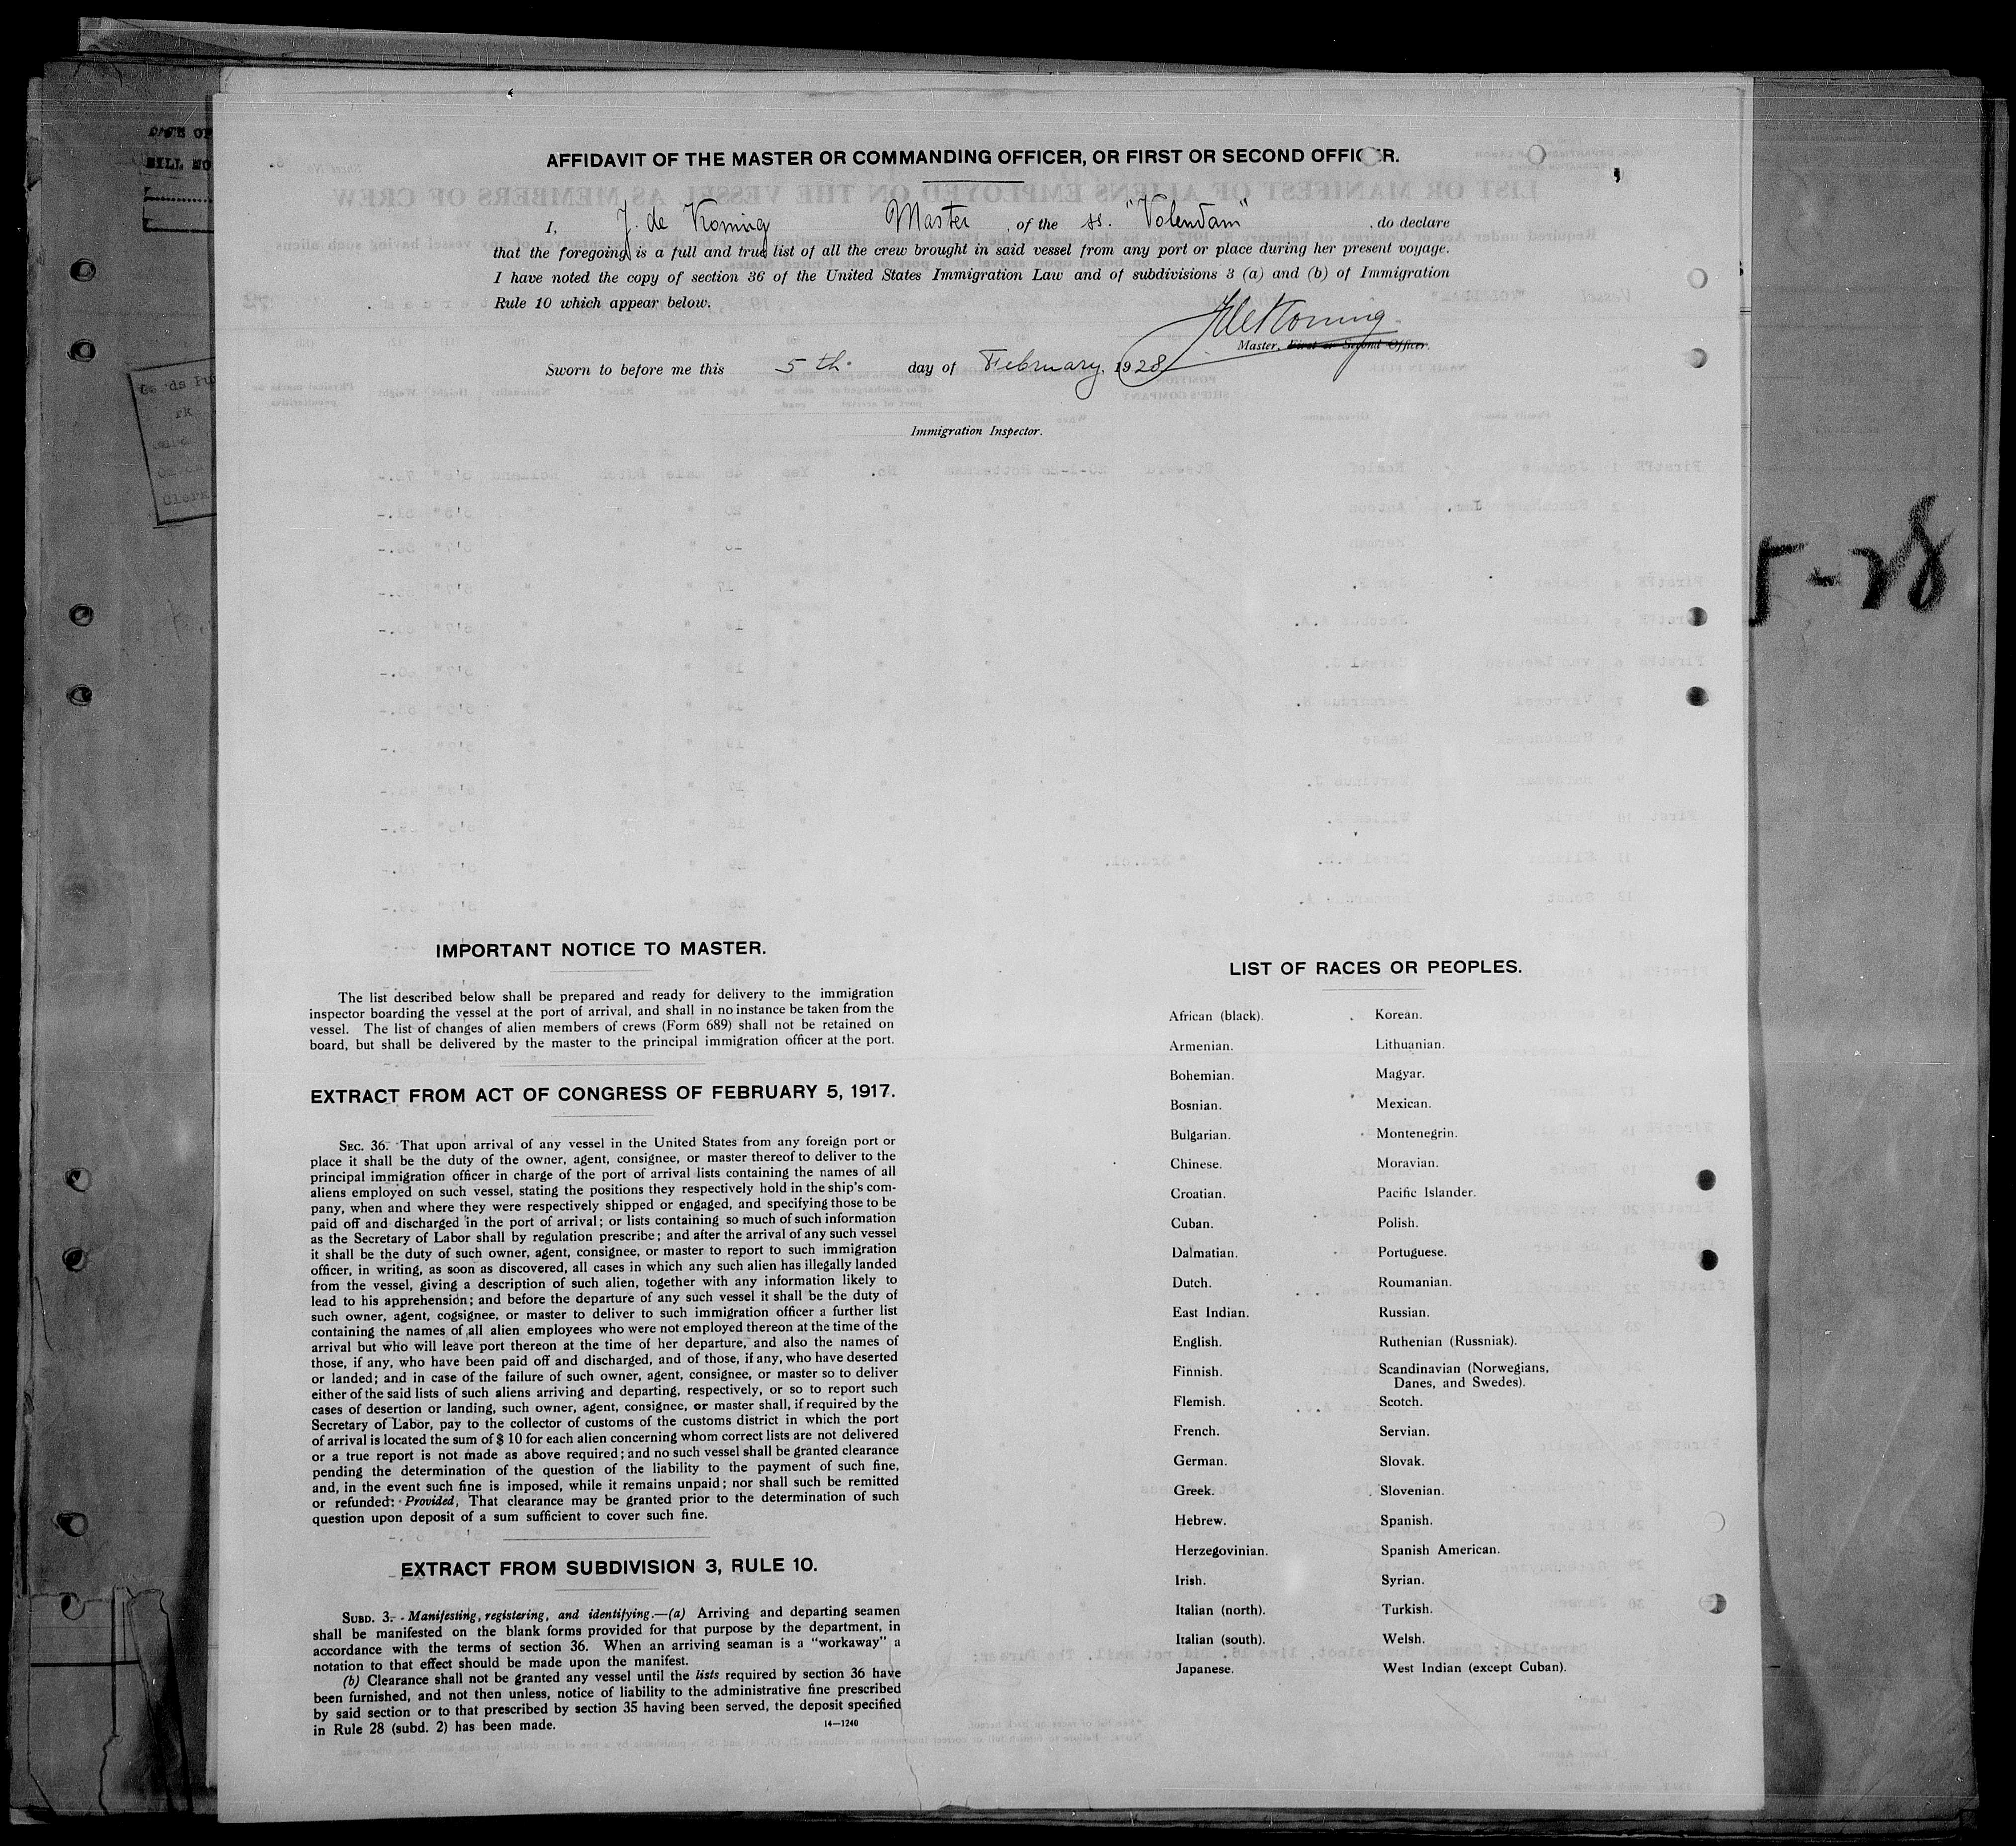 DATE OF
BILL NO
AFFIDAVIT OF THE MASTER OR COMMANDING OFFICER, OR FIRST OR SECOND OFFICER.
I, J. de Koning Master, of the ss. "Volendam", do declare
that the foregoing is a full and true list of all the crew brought in said vessel from any port or place during her present voyage.
I have noted the copy of section 36 of the United States Immigration Law and of subdivisions 3 (a) and (b) of Immigration
Rule 10 which appear below.
JdeKoning
Master, First or Second Officer.
Sworn to before me this 5th. day of February, 1928
Immigration Inspector.
5-28
IMPORTANT NOTICE TO MASTER.
The list described below shall be prepared and ready for delivery to the immigration
inspector boarding the vessel at the port of arrival, and shall in no instance be taken from the
vessel. The list of changes of alien members of crews (Form 689) shall not be retained on
board, but shall be delivered by the master to the principal immigration officer at the port.
EXTRACT FROM ACT OF CONGRESS OF FEBRUARY 5, 1917.
SEC. 36. That upon arrival of any vessel in the United States from any foreign port or
place it shall be the duty of the owner, agent, consignee, or master thereof to deliver to the
principal immigration officer in charge of the port of arrival lists containing the names of all
aliens employed on such vessel, stating the positions they respectively hold in the ship's com-
pany, when and where they were respectively shipped or engaged, and specifying those to be
paid off and discharged in the port of arrival; or lists containing so much of such information
as the Secretary of Labor shall by regulation prescribe; and after the arrival of any such vessel
it shall be the duty of such owner, agent, consignee, or master to report to such immigration
officer, in writing, as soon as discovered, all cases in which any such alien has illegally landed
from the vessel, giving a description of such alien, together with any information likely to
lead to his apprehension; and before the departure of any such vessel it shall be the duty of
such owner, agent, cogsignee, or master to deliver to such immigration officer a further list
containing the names of all alien employees who were not employed thereon at the time of the
arrival but who will leave port thereon at the time of her departure, and also the names of
those, if any, who have been paid off and discharged, and of those, if any, who have deserted
or landed; and in case of the failure of such owner, agent, consignee, or master so to deliver
either of the said lists of such aliens arriving and departing, respectively, or so to report such
cases of desertion or landing, such owner, agent, consignee, or master shall, if required by the
Secretary of Labor, pay to the collector of customs of the customs district in which the port
of arrival is located the sum of $10 for each alien concerning whom correct lists are not delivered
or a true report is not made as above required; and no such vessel shall be granted clearance
pending the determination of the question of the liability to the payment of such fine,
and, in the event such fine is imposed, while it remains unpaid; nor shall such be remitted
or refunded: Provided, That clearance may be granted prior to the determination of such
question upon deposit of a sum sufficient to cover such fine.
EXTRACT FROM SUBDIVISION 3, RULE 10.
SUBD. 3. Manifesting, registering, and identifying.—(a) Arriving and departing seamen
shall be manifested on the blank forms provided for that purpose by the department, in
accordance with the terms of section 36. When an arriving seaman is a "workaway" a
notation to that effect should be made upon the manifest.
(b) Clearance shall not be granted any vessel until the lists required by section 36 have
been furnished, and not then unless, notice of liability to the administrative fine prescribed
by said section or to that prescribed by section 35 having been served, the deposit specified
in Rule 28 (subd. 2) has been made.
14—1240
LIST OF RACES OR PEOPLES.
African (black).
Armenian.
Bohemian.
Bosnian.
Bulgarian.
Chinese.
Croatian.
Cuban.
Dalmatian.
Dutch.
East Indian.
English.
Finnish.
Flemish.
French.
German.
Greek.
Hebrew.
Herzegovinian.
Irish.
Italian (north).
Italian (south).
Japanese.
Korean.
Lithuanian.
Magyar.
Mexican.
Montenegrin.
Moravian.
Pacific Islander.
Polish.
Portuguese.
Roumanian.
Russian.
Ruthenian (Russniak).
Scandinavian (Norwegians,
Danes, and Swedes).
Scotch.
Servian.
Slovak.
Slovenian.
Spanish.
Spanish American.
Syrian.
Turkish.
Welsh.
West Indian (except Cuban).